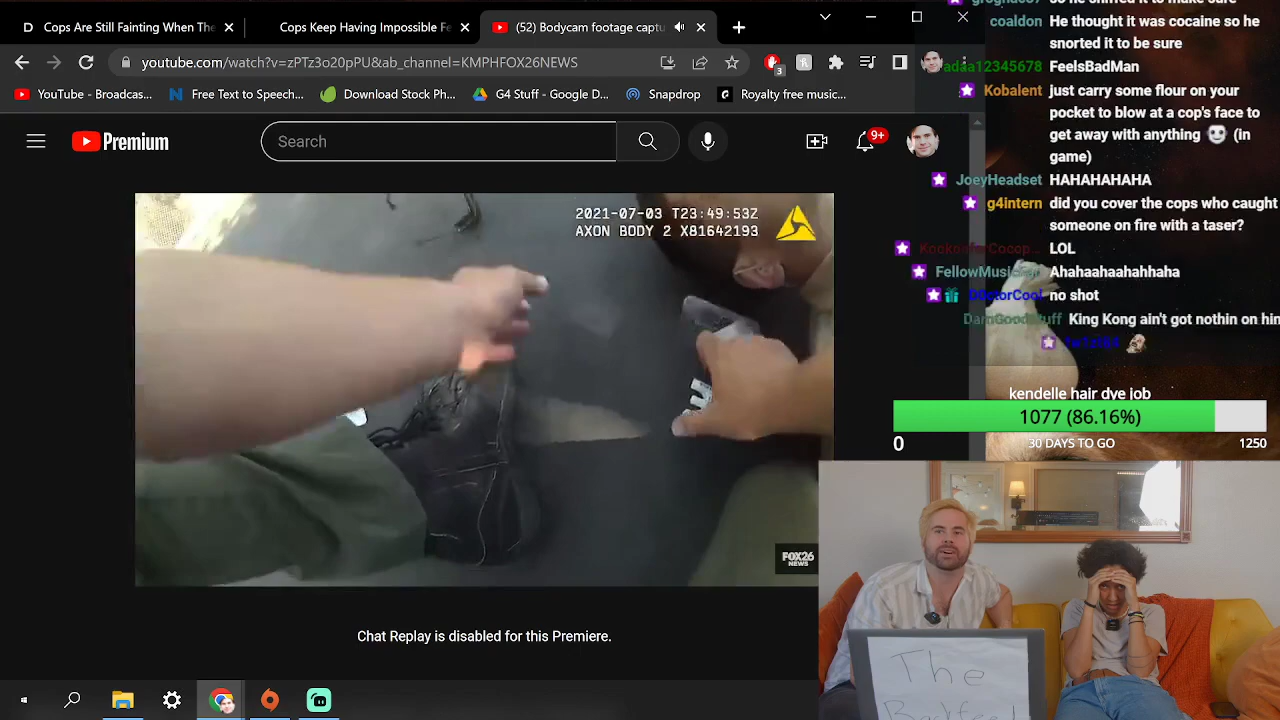 D Cops Are Still Fainting When The
Cops Keep Having Impossible Fe
(52) Bodycam footage captu
youtube.com/watch?v=zPTz3o20pPU&ab_channel=KMPHFOX26NEWS
3
YouTube - Broadcas...
Free Text to Speech...
Download Stock Ph...
G4 Stuff - Google D...
Snapdrop
Royalty free music...
Premium
Search
9+
2021-07-03 T23:49:53Z
AXON BODY 2 X81642193
FOX26
NEWS
Chat Replay is disabled for this Premiere.
coaldon He thought it was cocaine so he
snorted it to be sure
adaa12345678 FeelsBadMan
Kobalent just carry some flour on your
pocket to blow at a cop's face to
get away with anything (in
game)
JoeyHeadset HAHAHAHAHA
g4intern did you cover the cops who caught
someone on fire with a taser?
LOL
Ahahaahaahahhaha
D0ctorCool no shot
DarnGoodStuff King Kong ain't got nothin on him
kendelle hair dye job
1077 (86.16%)
0 30 DAYS TO GO 1250
The
Backfeed